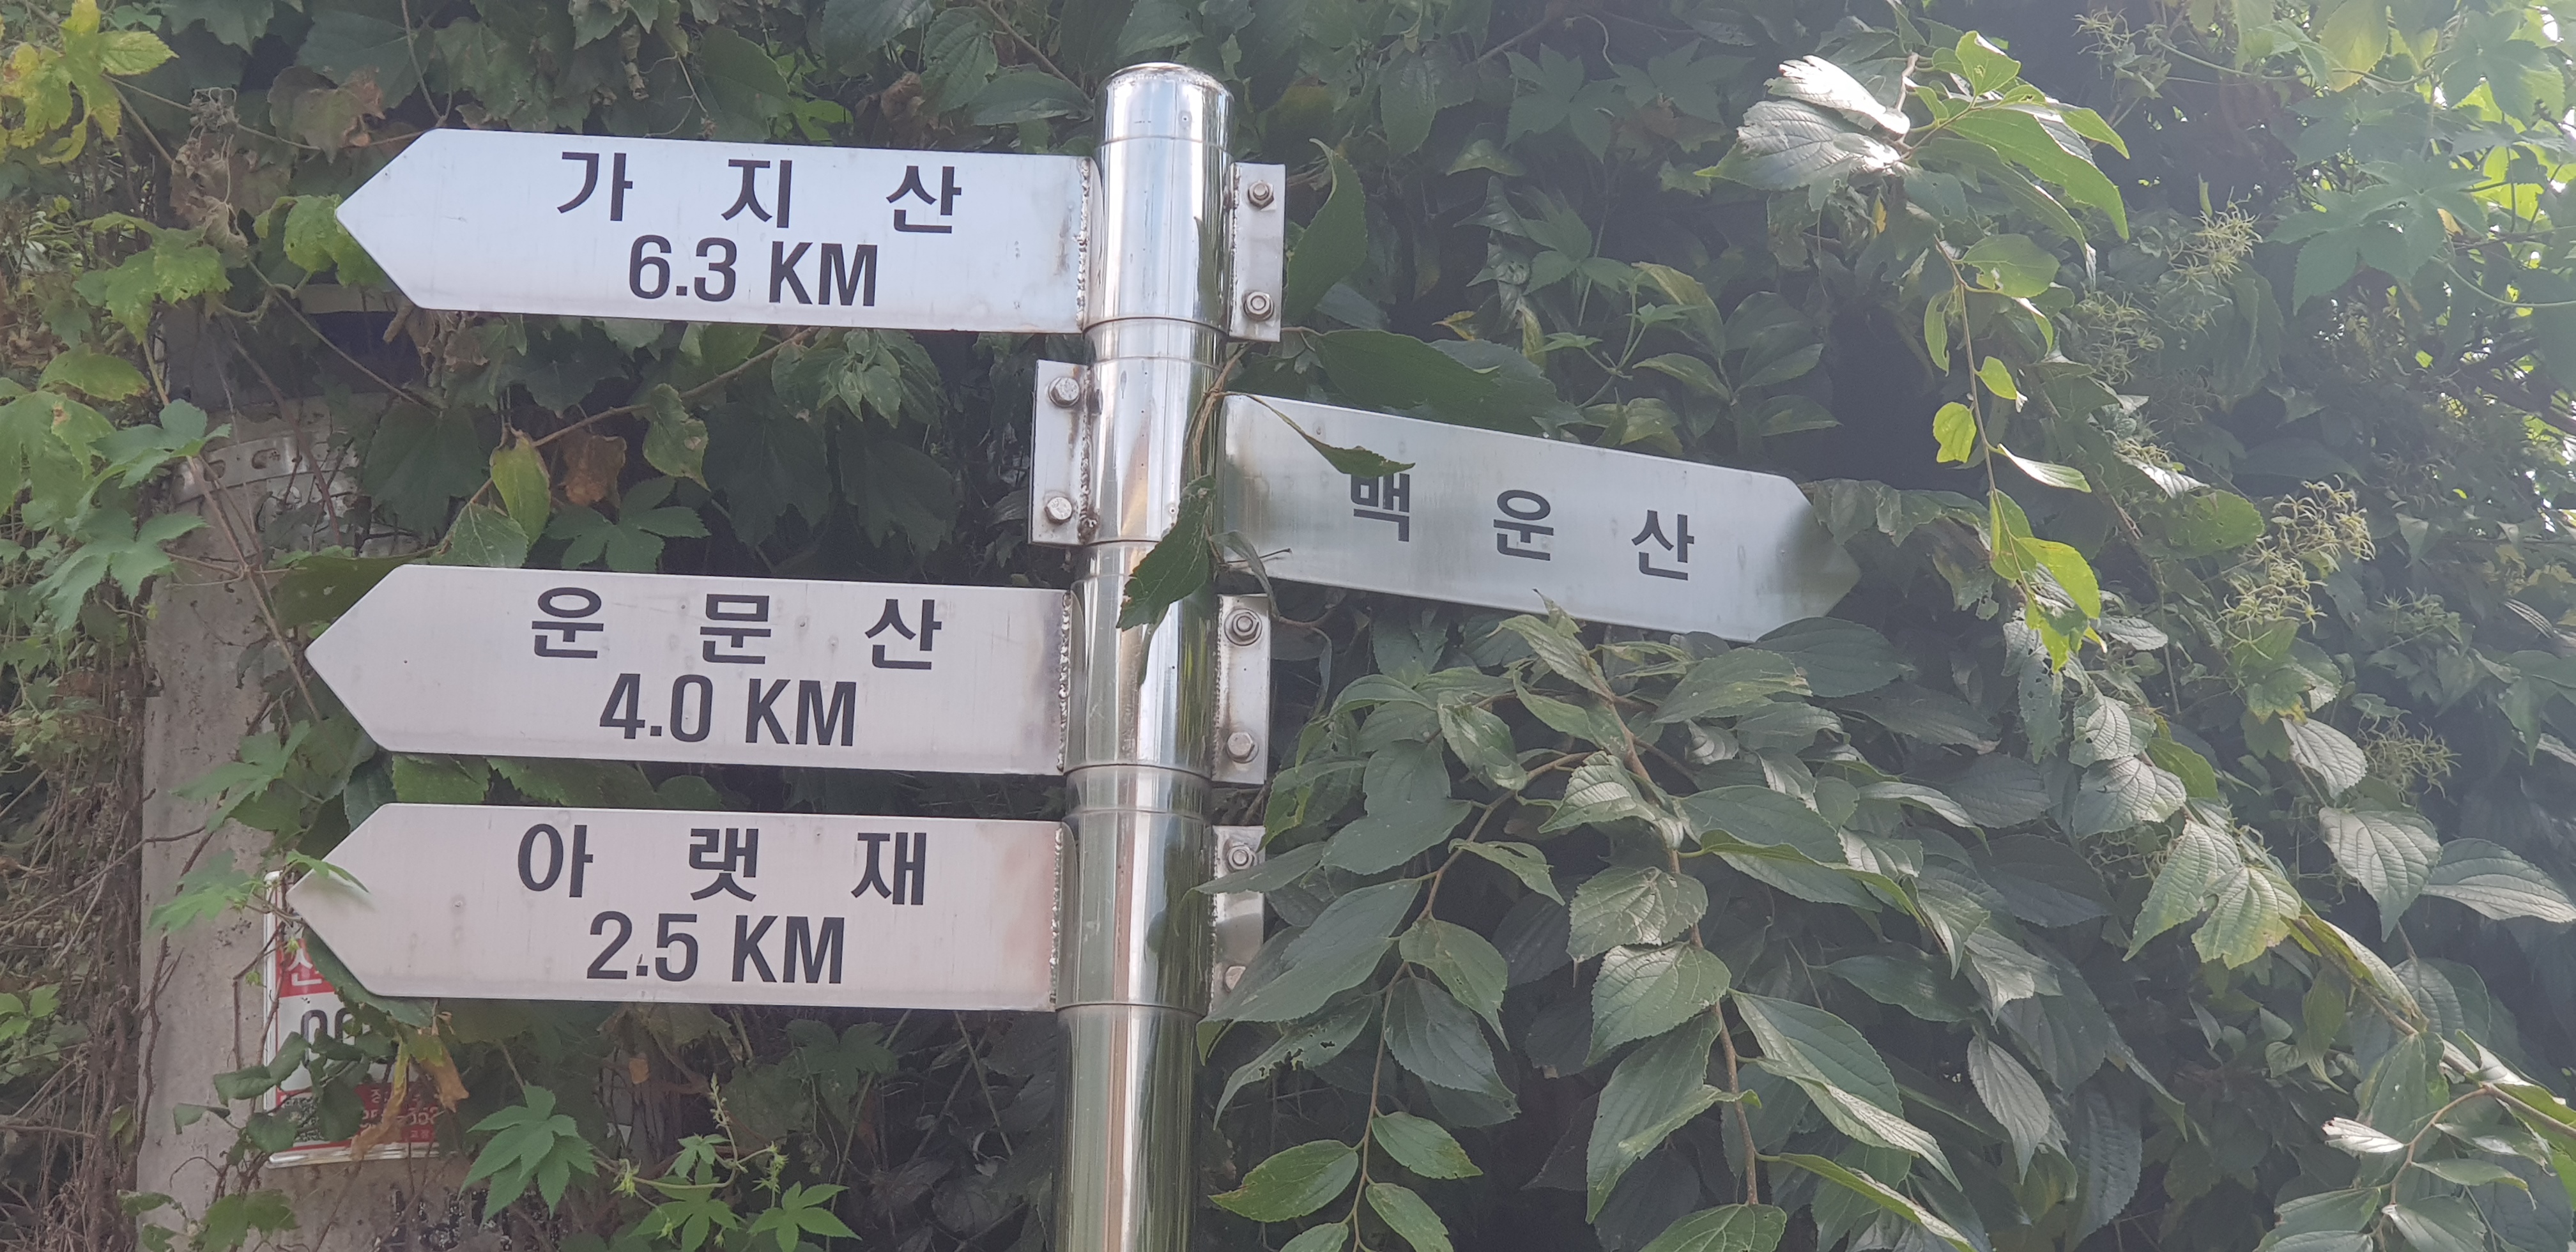 가 지 산
6.3 KM
백 운 산
운 문 산
4.0 KM
아 랫 재
2.5 KM